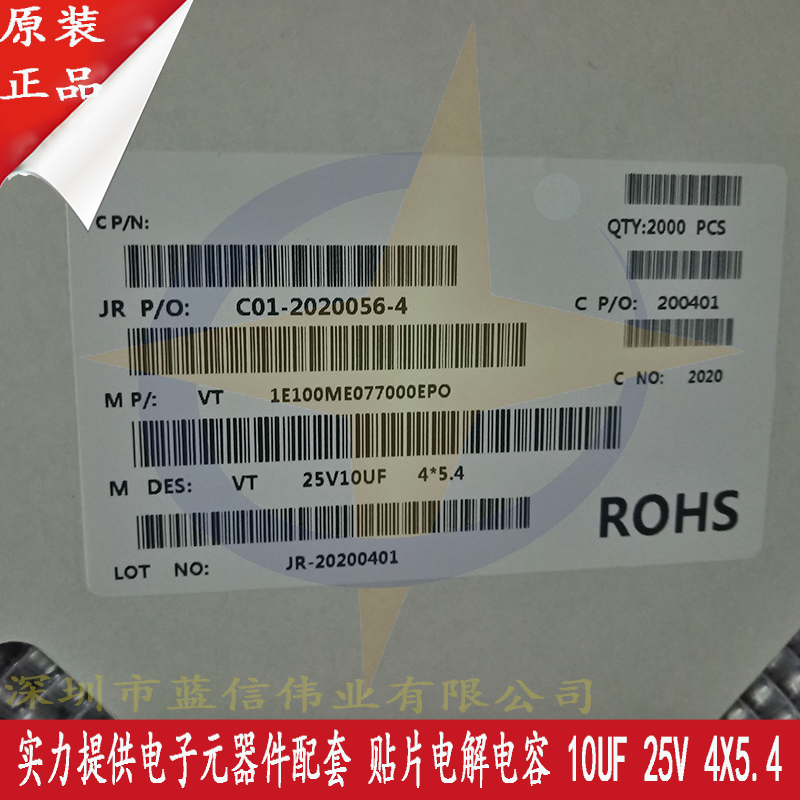 原装
正品
C P/N:
QTY:2000 PCS
JR P/O: C01-2020056-4
C P/O: 200401
M P/: VT 1E100ME077000EPO
C NO: 2020
M DES: VT 25V10UF 4*5.4
ROHS
LOT NO: JR-20200401
深圳市蓝信伟业有限公司
实力提供电子元器件配套 贴片电解电容 10UF 25V 4X5.4